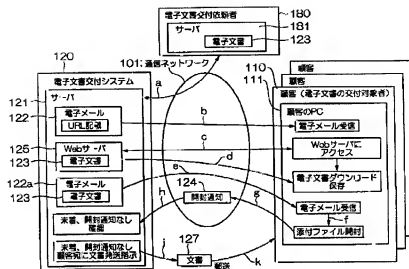 電子文書交付依頼者
180
サーバ
181
電子文書
123
120
101:通信ネットワーク
110
111
顧客
顧客
顧客(電子文書の交付対象者)
電子文書交付システム
a
121
サーバ
顧客のPC
122
電子メール
URL記載
b
電子メール受信
125
Webサーバ
c
Webサーバに
アクセス
123
電子文書
d
電子文書ダウンロード
保存
e
122a
電子メール
123
電子文書
h
124
開封通知
g
電子メール受信
f
添付ファイル開封
未着、開封通知なし
確認
未着、開封通知なし
顧客宛に文書発送指示
j
127
文書
郵送
k